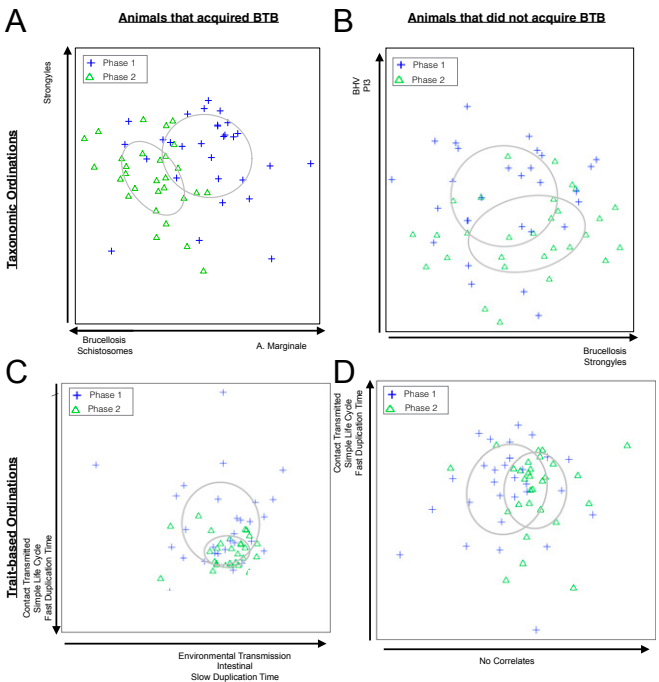 Animals that acquired BTB
Animals that did not acquire BTB
A
B
Taxonomic Ordinations
Strongyles
Phase 1
Phase 2
Brucellosis
Schistosomes
A. Marginale
BHV
PI3
Phase 1
Phase 2
Brucellosis
Strongyles
C
D
Trait-based Ordinations
Contact Transmitted
Simple Life Cycle
Fast Duplication Time
Phase 1
Phase 2
Environmental Transmission
Intestinal
Slow Duplication Time
Contact Transmitted
Simple Life Cycle
Fast Duplication Time
Phase 1
Phase 2
No Correlates